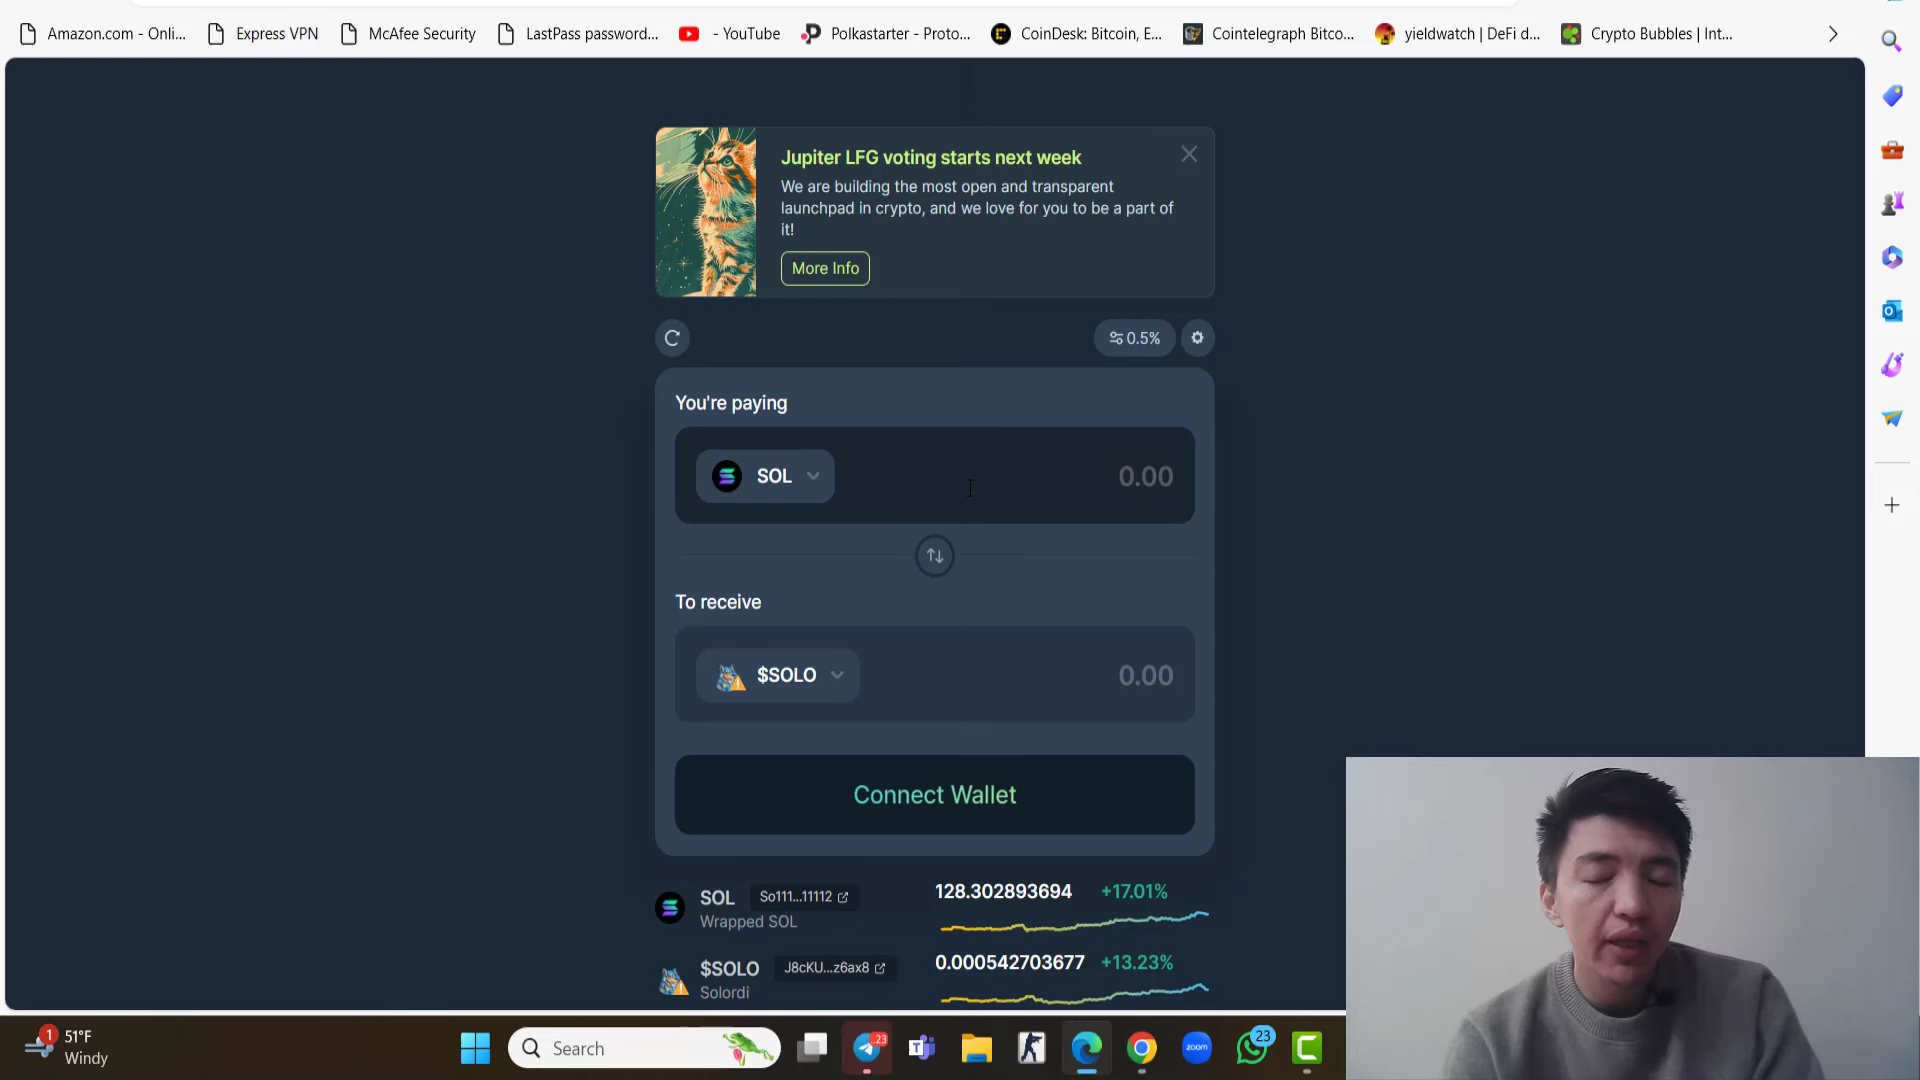 Amazon.com - Onli...
Express VPN
McAfee Security
LastPass password...
- YouTube
Polkastarter - Proto...
CoinDesk: Bitcoin, E...
Cointelegraph Bitco...
yieldwatch | DeFi d...
Crypto Bubbles | Int...
Jupiter LFG voting starts next week
We are building the most open and transparent
launchpad in crypto, and we love for you to be a part of
it!
More Info
0.5%
You're paying
SOL
0.00
To receive
$SOLO
0.00
Connect Wallet
SOL
So111...11112
128.302893694
+17.01%
Wrapped SOL
$SOLO
J8cKU...z6ax8
0.000542703677
+13.23%
Solordi
1
51°F
Windy
Search
23
zoom
23